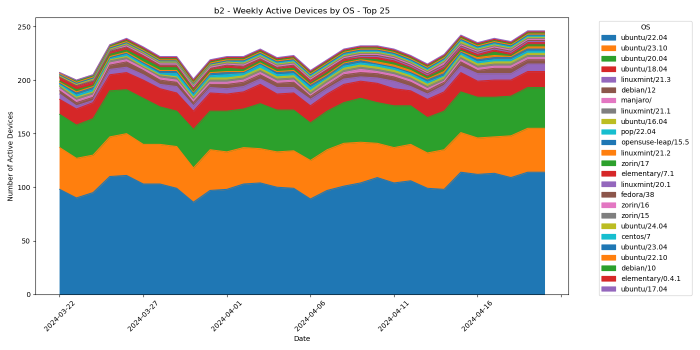 b2 - Weekly Active Devices by OS - Top 25
Number of Active Devices
250
200
150
100
50
0
2024-03-22
2024-03-27
2024-04-01
2024-04-06
2024-04-11
2024-04-16
Date
OS
ubuntu/22.04
ubuntu/23.10
ubuntu/20.04
ubuntu/18.04
linuxmint/21.3
debian/12
manjaro/
linuxmint/21.1
ubuntu/16.04
pop/22.04
opensuse-leap/15.5
linuxmint/21.2
zorin/17
elementary/7.1
linuxmint/20.1
fedora/38
zorin/16
zorin/15
ubuntu/24.04
centos/7
ubuntu/23.04
ubuntu/22.10
debian/10
elementary/0.4.1
ubuntu/17.04